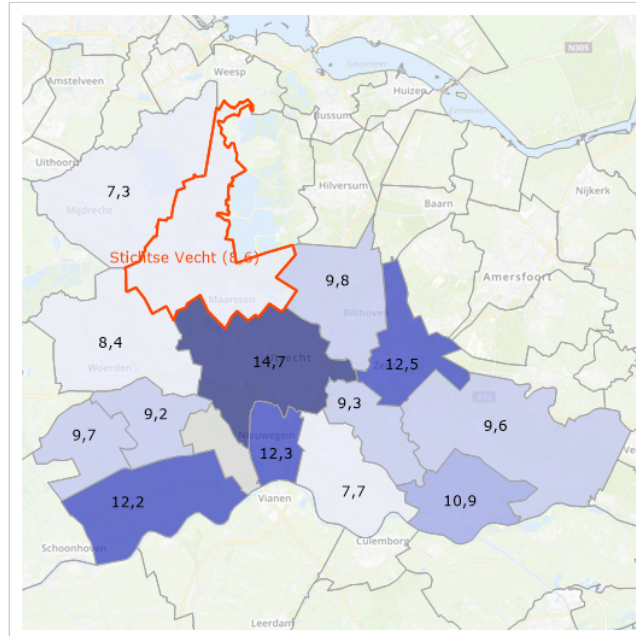 N305
Gooimeer
Weesp
Amstelveen
Huizen
Eemmeer
Bussum
Uithoorn
Hilversum
7,3
Mijdrecht
Nijkerk
Baarn
Stichtse Vecht (8,6)
Amersfoort
9,8
Maarssen
Bilthoven
8,4
14,7
Utrecht
12,5
Woerden
A12
9,3
9,2
9,6
9,7
Nieuwegein
12,3
12,2
7,7
10,9
Vianen
Culemborg
Schoonhoven
Leerdam